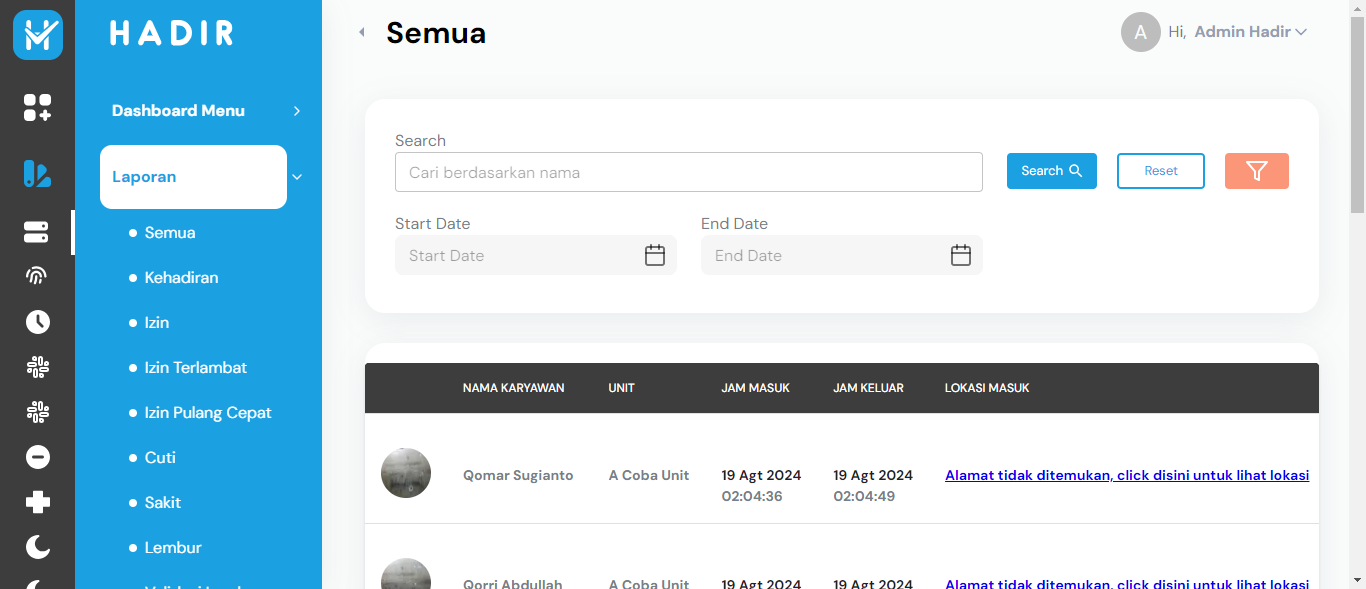 HADIR
Semua
A
Hi, Admin Hadir
Dashboard Menu
Laporan
Semua
Kehadiran
Izin
Izin Terlambat
Izin Pulang Cepat
Cuti
Sakit
Lembur
Search
Cari berdasarkan nama
Search
Reset
Start Date
End Date
Start Date
End Date
NAMA KARYAWAN UNIT JAM MASUK JAM KELUAR LOKASI MASUK
Qomar Sugianto A Coba Unit 19 Agt 2024 19 Agt 2024 Alamat tidak ditemukan, click disini untuk lihat lokasi
02:04:36 02:04:49
Qorri Abdullah A Coba Unit 19 Agt 2024 19 Agt 2024 Alamat tidak ditemukan, click disini untuk lihat lokasi